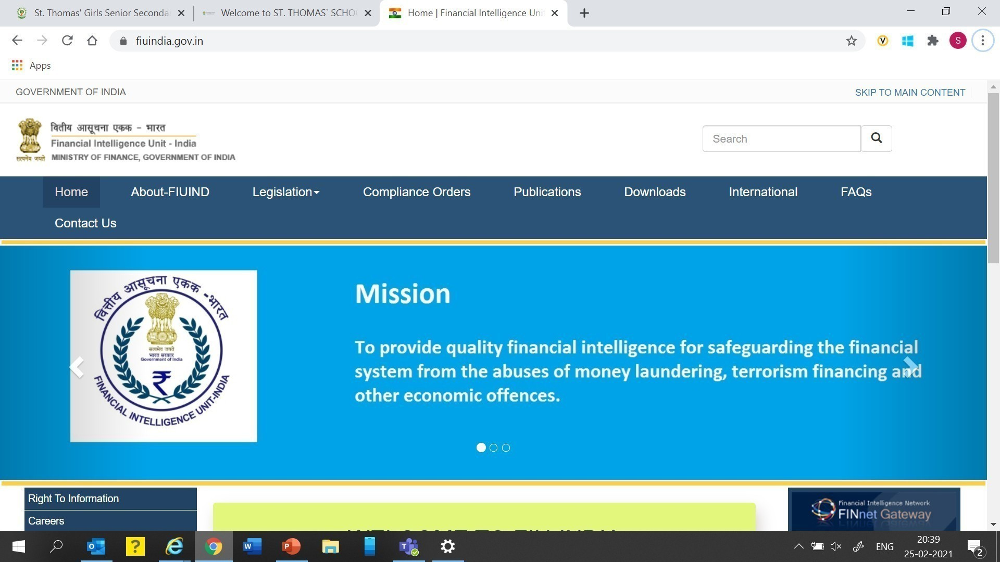 St. Thomas' Girls Senior Seconda
Welcome to ST. THOMAS` SCHO
Home | Financial Intelligence Uni
fiuindia.gov.in
S
Apps
GOVERNMENT OF INDIA
SKIP TO MAIN CONTENT
वितीय आसूचना एकक - भारत
Financial Intelligence Unit - India
सत्यमेव जयते
MINISTRY OF FINANCE, GOVERNMENT OF INDIA
Search
Home
About-FIUIND
Legislation
Compliance Orders
Publications
Downloads
International
FAQs
Contact Us
वित्तीय आसूचना एकक -भारत
सत्यमेव जयते
भारत सरकार
Government of India
₹
FINANCIAL INTELLIGENCE UNIT-INDIA
Mission
To provide quality financial intelligence for safeguarding the financial
system from the abuses of money laundering, terrorism financing and
other economic offences.
Right To Information
Careers
WELCOME TO FIU-INDIA
Financial Intelligence Network
FINnet Gateway
ENG
20:39
25-02-2021
2